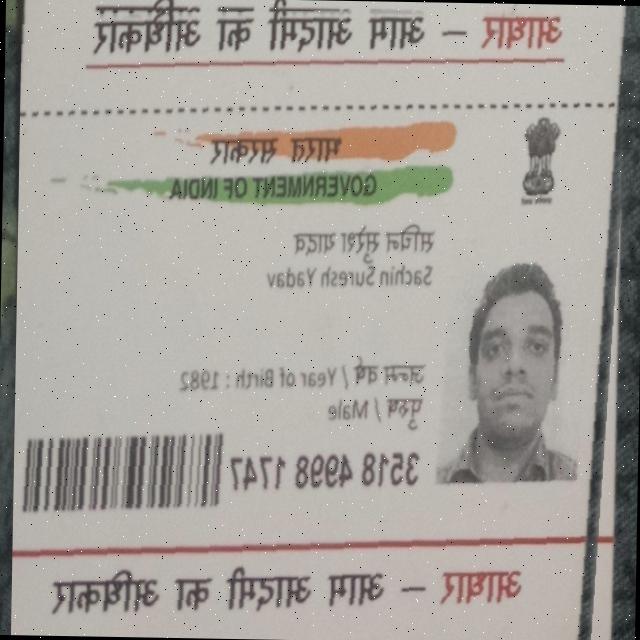 आधार – आम आदमी का अधिकार
भारत सरकार
GOVERNMENT OF INDIA
सचिन सुरेश यादव
Sachin Suresh Yadav
जन्म वर्ष / Year of Birth : 1982
पुरुष / Male
3518 4998 1747
आधार – आम आदमी का अधिकार